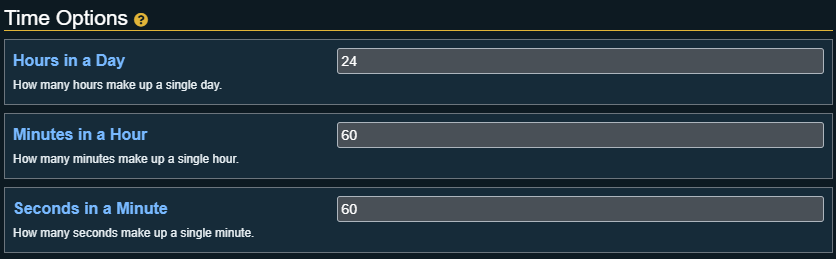 Time Options ?
Hours in a Day
24
How many hours make up a single day.
Minutes in a Hour
60
How many minutes make up a single hour.
Seconds in a Minute
60
How many seconds make up a single minute.